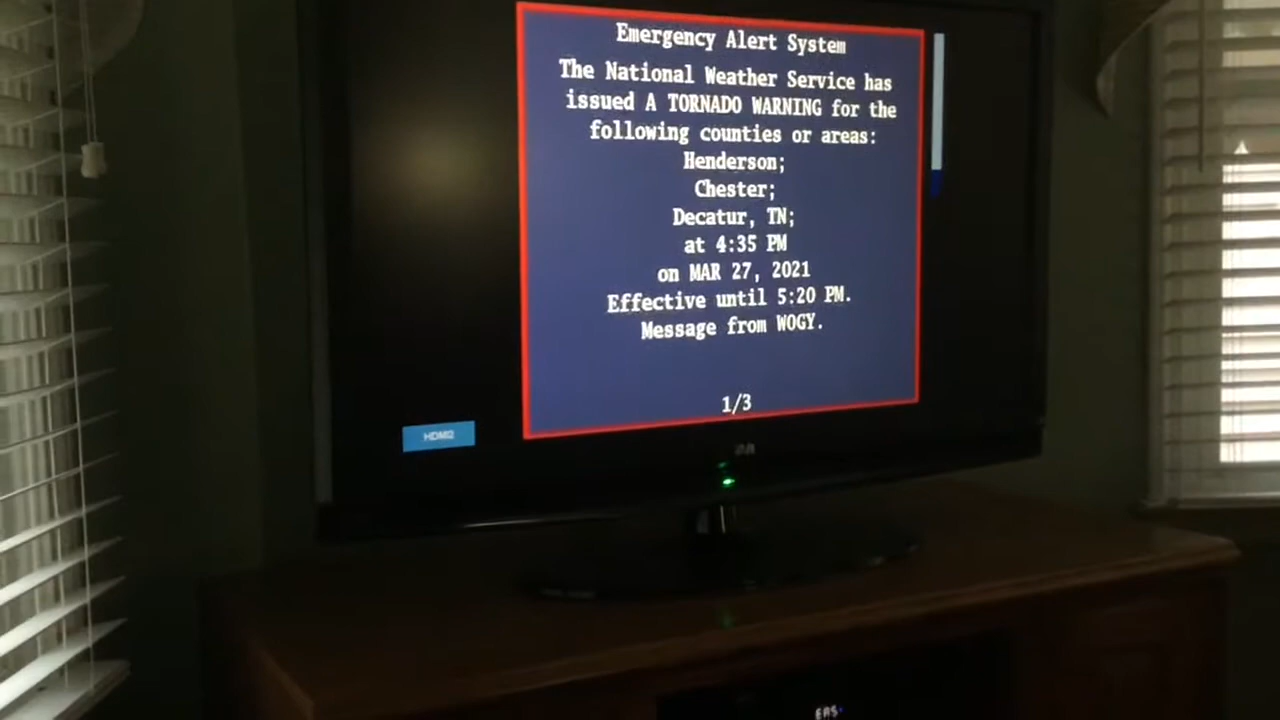 Emergency Alert System
The National Weather Service has
issued A TORNADO WARNING for the
following counties or areas:
Henderson;
Chester;
Decatur, TN;
at 4:35 PM
on MAR 27, 2021
Effective until 5:20 PM.
Message from WOGY.
1/3
HDMI2
EAS